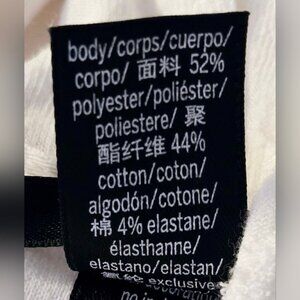 body/corps/cuerpo/
corpo/ 面料 52%
polyester/poliéster/
poliestere/ 聚
酯纤维 44%
cotton/coton/
algodón/cotone/
棉 4% elastane/
élasthanne/
elastano/elastan/
exclusive